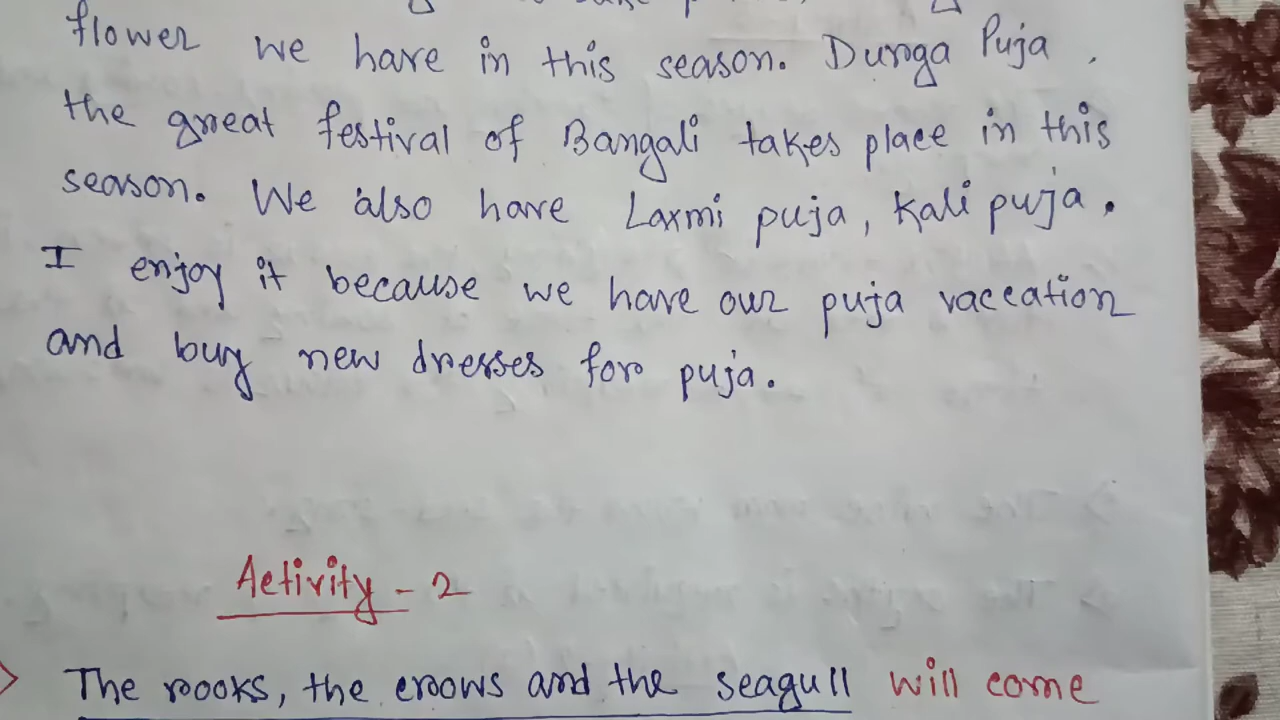 flower we have in this season. Durga Puja,
the great festival of Bangali takes place in this
season. We also have Laxmi puja, Kali puja.
I enjoy it because we have our puja vaccation
and buy new dresses for puja.
Activity - 2
The rooks, the crows and the seagull will come